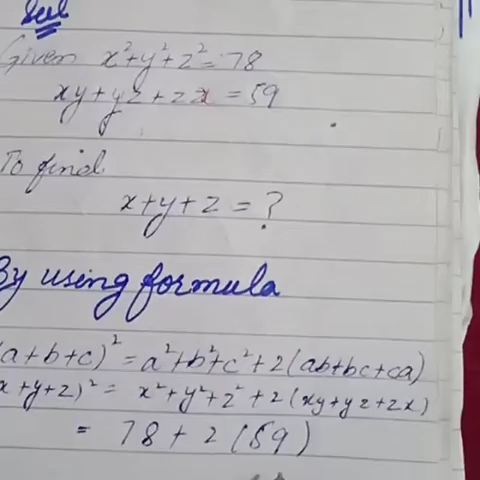 Sol
Given x²+y²+z²=78
xy+yz+zx=59
To find
x+y+z=?
By using formula
(a+b+c)²=a²+b²+c²+2(ab+bc+ca)
x+y+z)²= x²+y²+z²+2(xy+yz+zx)
= 78+2(59)